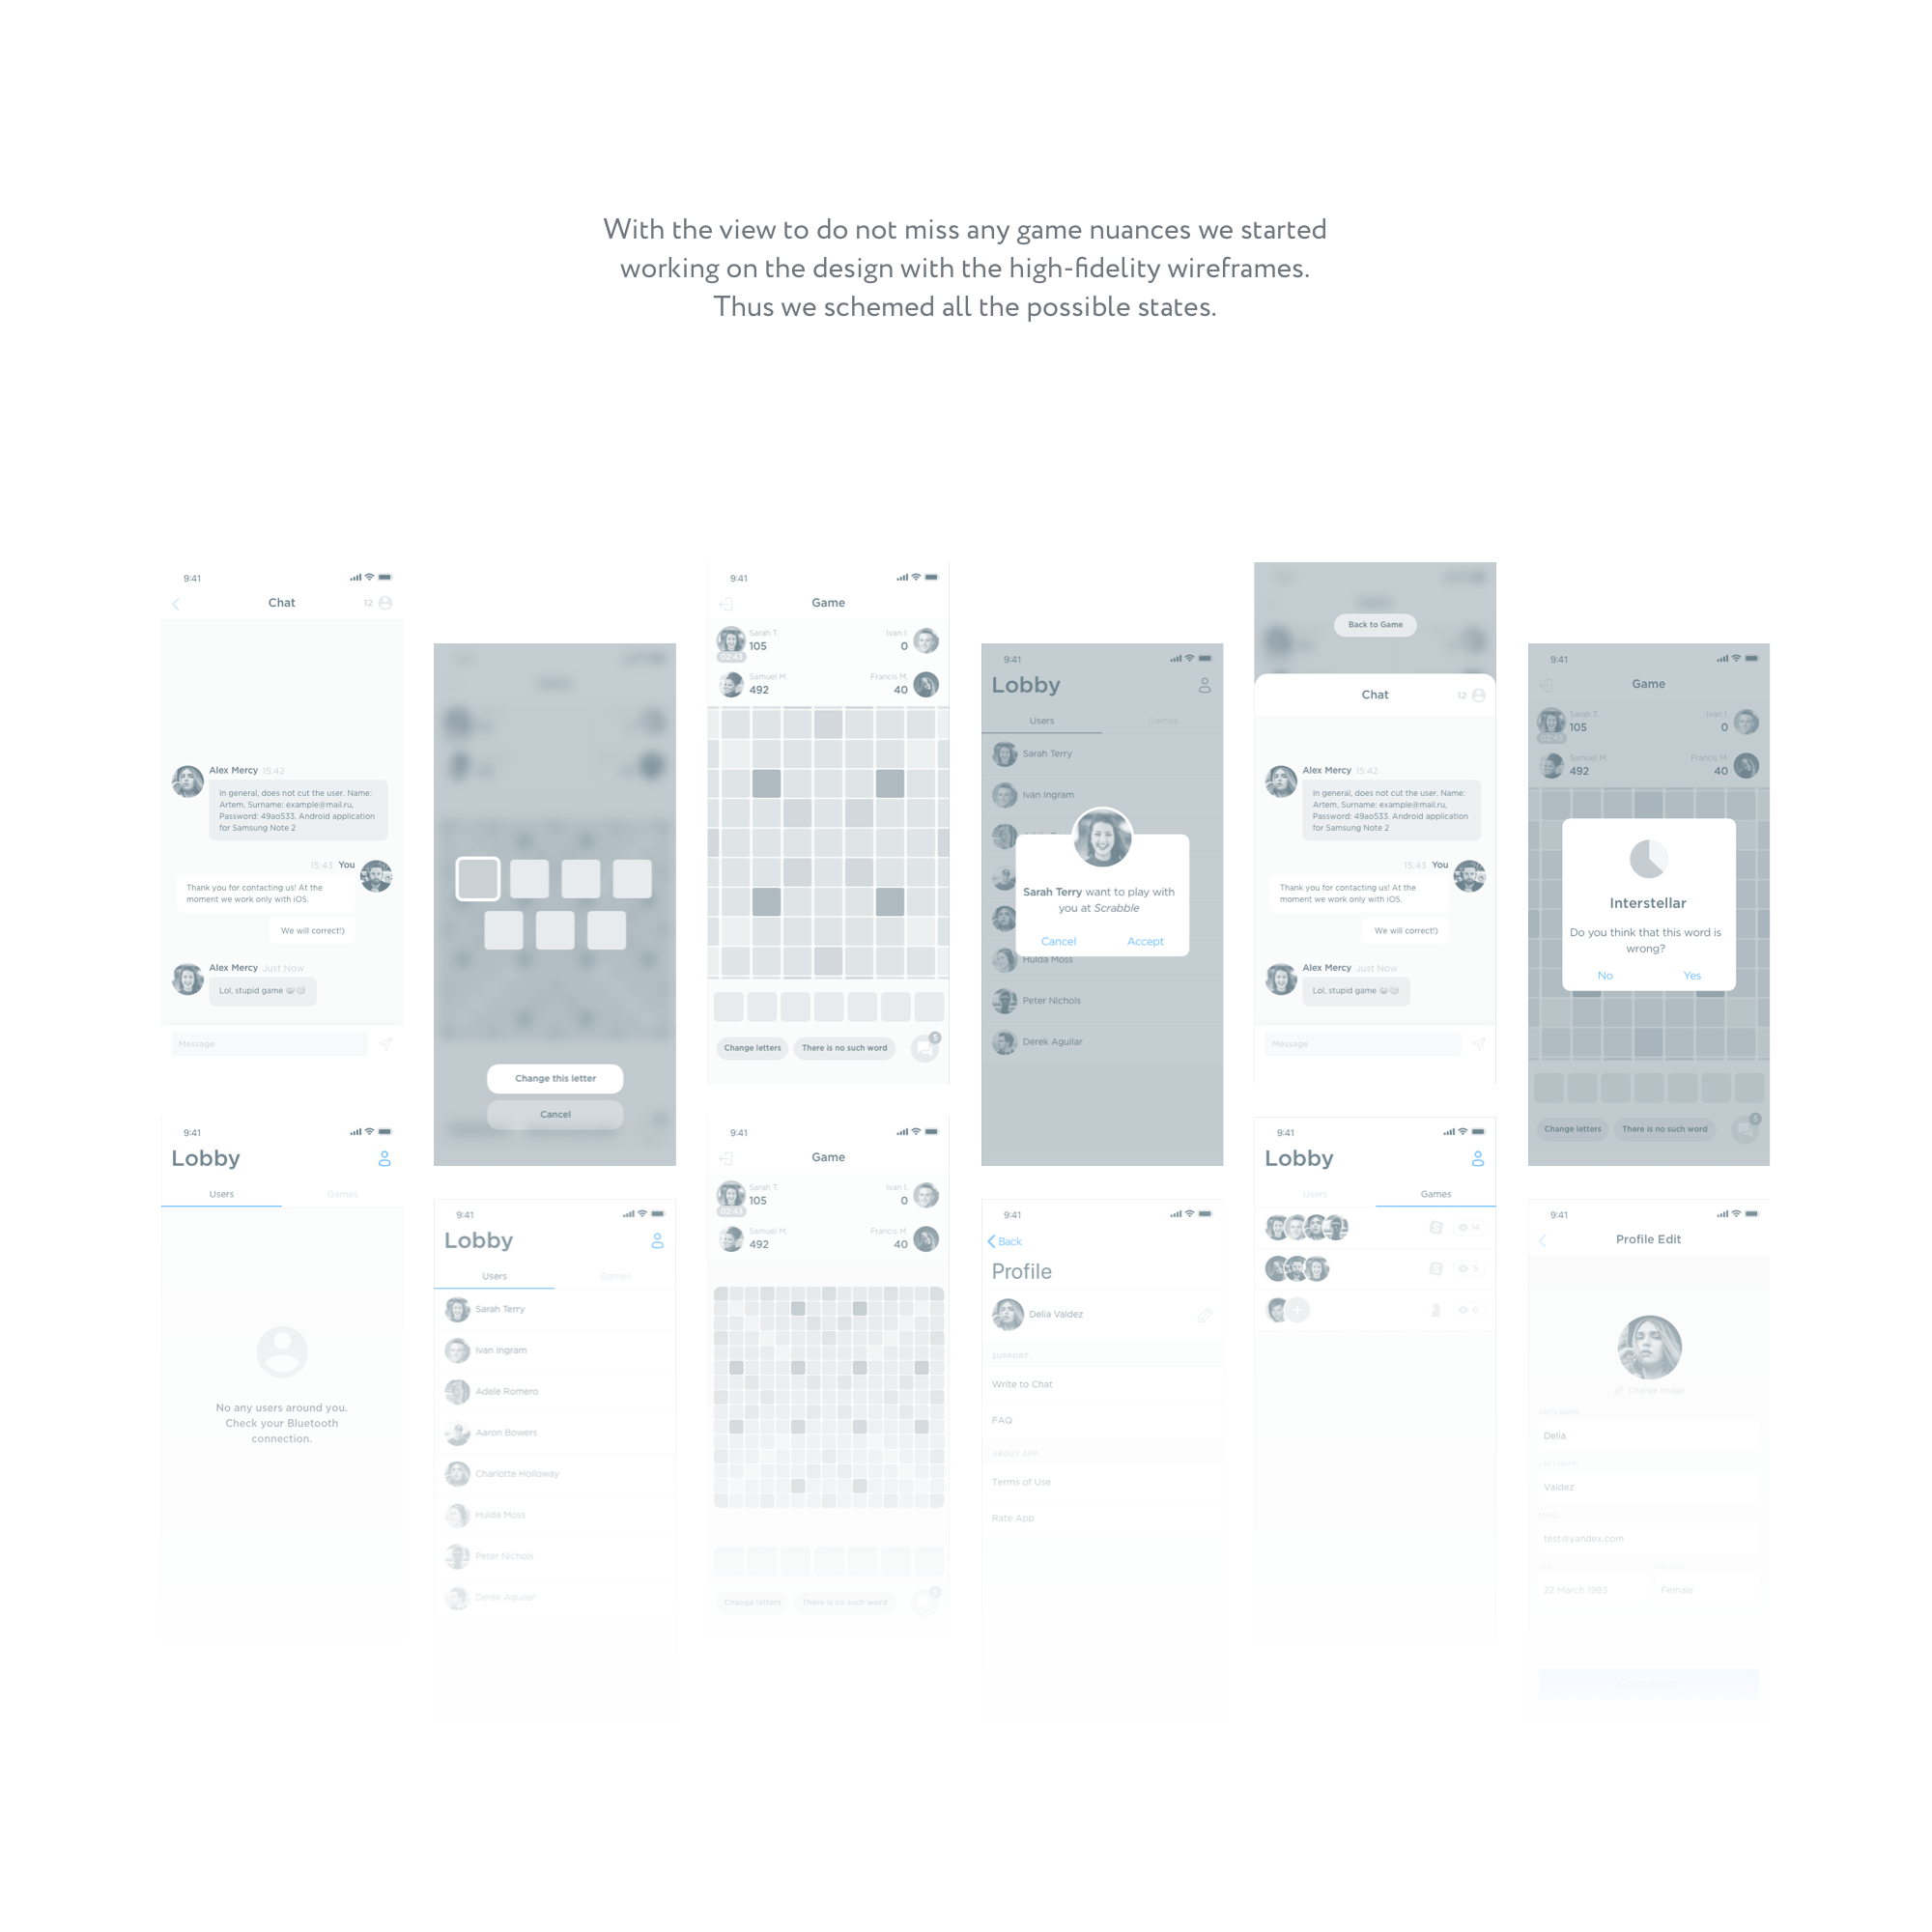 With the view to do not miss any game nuances we started
working on the design with the high-fidelity wireframes.
Thus we schemed all the possible states.
9:41
Chat
12
Alex Mercy 15:42
In general, does not cut the user. Name:
Artem, Surname: example@mail.ru,
Password: 49ao533. Android application
for Samsung Note 2
15:43 You
Thank you for contacting us! At the
moment we work only with iOS.
We will correct!)
Alex Mercy Just Now
Lol, stupid game
Message
Change this letter
Cancel
9:41
Game
Sarah T.
105
02:43
Ivan I.
0
Samuel M.
492
Francis M.
40
Change letters
There is no such word
5
9:41
Lobby
Users
Games
Sarah Terry
Ivan Ingram
Sarah Terry want to play with
you at Scrabble
Cancel
Accept
Hulda Moss
Peter Nichols
Derek Aguilar
Back to Game
Chat
12
Alex Mercy 15:42
In general, does not cut the user. Name:
Artem, Surname: example@mail.ru,
Password: 49ao533. Android application
for Samsung Note 2
15:43 You
Thank you for contacting us! At the
moment we work only with iOS.
We will correct!)
Alex Mercy Just Now
Lol, stupid game
Message
9:41
Game
Sarah T.
105
02:43
Ivan I.
0
Samuel M.
492
Francis M.
40
Interstellar
Do you think that this word is
wrong?
No
Yes
Change letters
There is no such word
5
9:41
Lobby
Users
Games
No any users around you.
Check your Bluetooth
connection.
9:41
Lobby
Users
Games
Sarah Terry
Ivan Ingram
Adele Romero
Aaron Bowers
Charlotte Holloway
Hulda Moss
Peter Nichols
Derek Aguilar
9:41
Game
Sarah T.
105
02:43
Ivan I.
0
Samuel M.
492
Francis M.
40
Change letters
There is no such word
5
9:41
Back
Profile
Delia Valdez
SUPPORT
Write to Chat
FAQ
ABOUT APP
Terms of Use
Rate App
9:41
Lobby
Users
Games
14
5
0
9:41
Profile Edit
Change Image
FIRST NAME
Delia
LAST NAME
Valdez
test@yandex.com
22 March 1993
Female